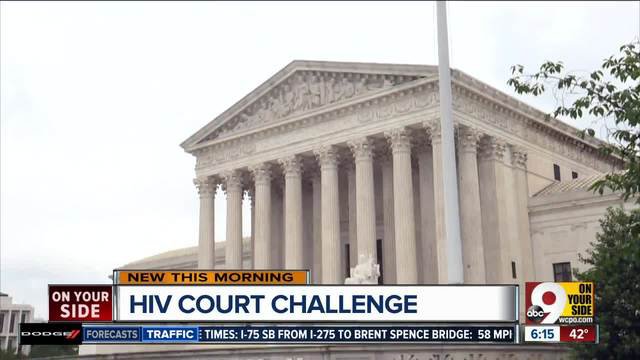 NEW THIS MORNING
HIV COURT CHALLENGE
ON YOUR
SIDE
abc 9 ON YOUR
SIDE
wcpo.com
DODGE FORECASTS TRAFFIC TIMES: I-75 SB FROM I-275 TO BRENT SPENCE BRIDGE: 58 MPH
6:15 42°